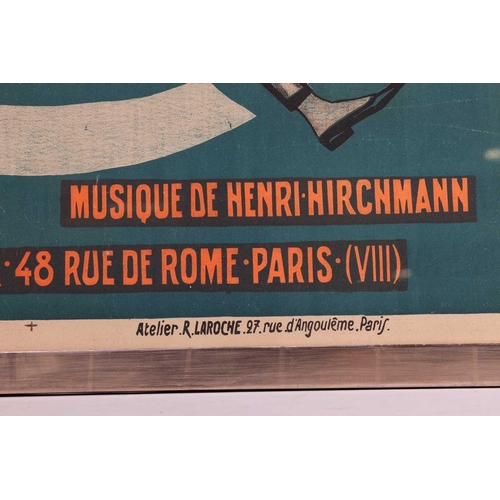 MUSIQUE DE HENRI·HIRCHMANN
· 48 RUE DE ROME · PARIS · (VIII)
Atelier.R.LAROCHE.27.rue.d'Angoulême.Paris.